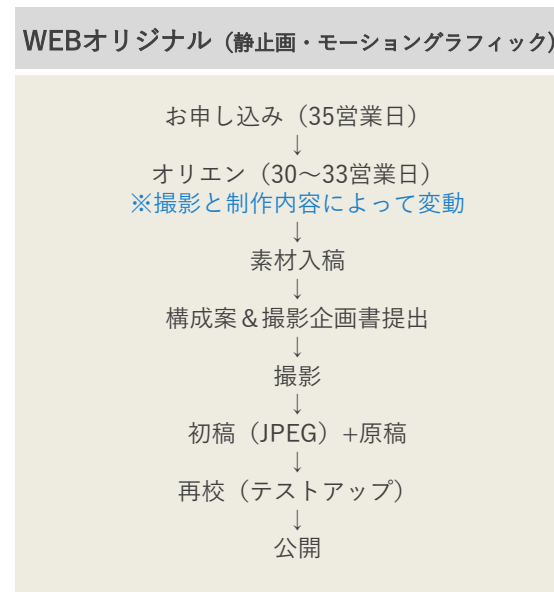 WEBオリジナル（静止画・モーショングラフィック）
お申し込み（35営業日）
↓
オリエン（30～33営業日）
※撮影と制作内容によって変動
↓
素材入稿
↓
構成案＆撮影企画書提出
↓
撮影
↓
初稿（JPEG）+原稿
↓
再校（テストアップ）
↓
公開